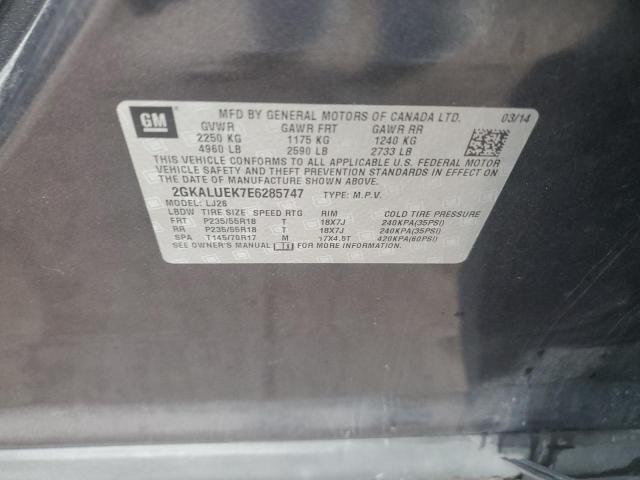 GM
MFD BY GENERAL MOTORS OF CANADA LTD. 03/14
GVWR GAWR FRT GAWR RR
2250 KG 1175 KG 1240 KG
4960 LB 2590 LB 2733 LB
THIS VEHICLE CONFORMS TO ALL APPLICABLE U.S. FEDERAL MOTOR
VEHICLE SAFETY AND THEFT PREVENTION STANDARDS IN EFFECT ON
THE DATE OF MANUFACTURE SHOWN ABOVE.
2GKALUEK7E6285747 TYPE: M.P.V.
MODEL: LJ26
LBDW TIRE SIZE SPEED RTG RIM COLD TIRE PRESSURE
FRT P235/55R18 T 18X7J 240KPA(35PSI)
RR P235/55R18 T 18X7J 240KPA(35PSI)
SPA T145/70R17 M 17X4.5T 420KPA(60PSI)
SEE OWNER'S MANUAL FOR MORE INFORMATION.